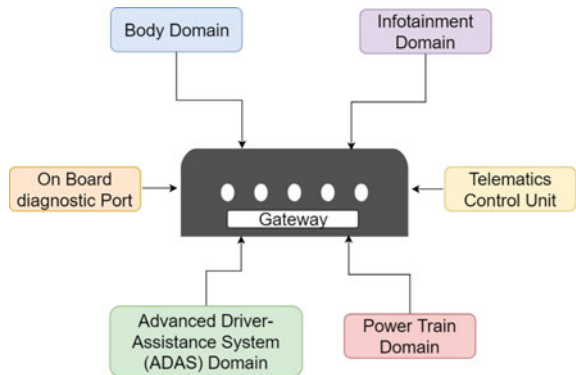 Body Domain
Infotainment
Domain
On Board
diagnostic Port
Telematics
Control Unit
Gateway
Advanced Driver-
Assistance System
(ADAS) Domain
Power Train
Domain